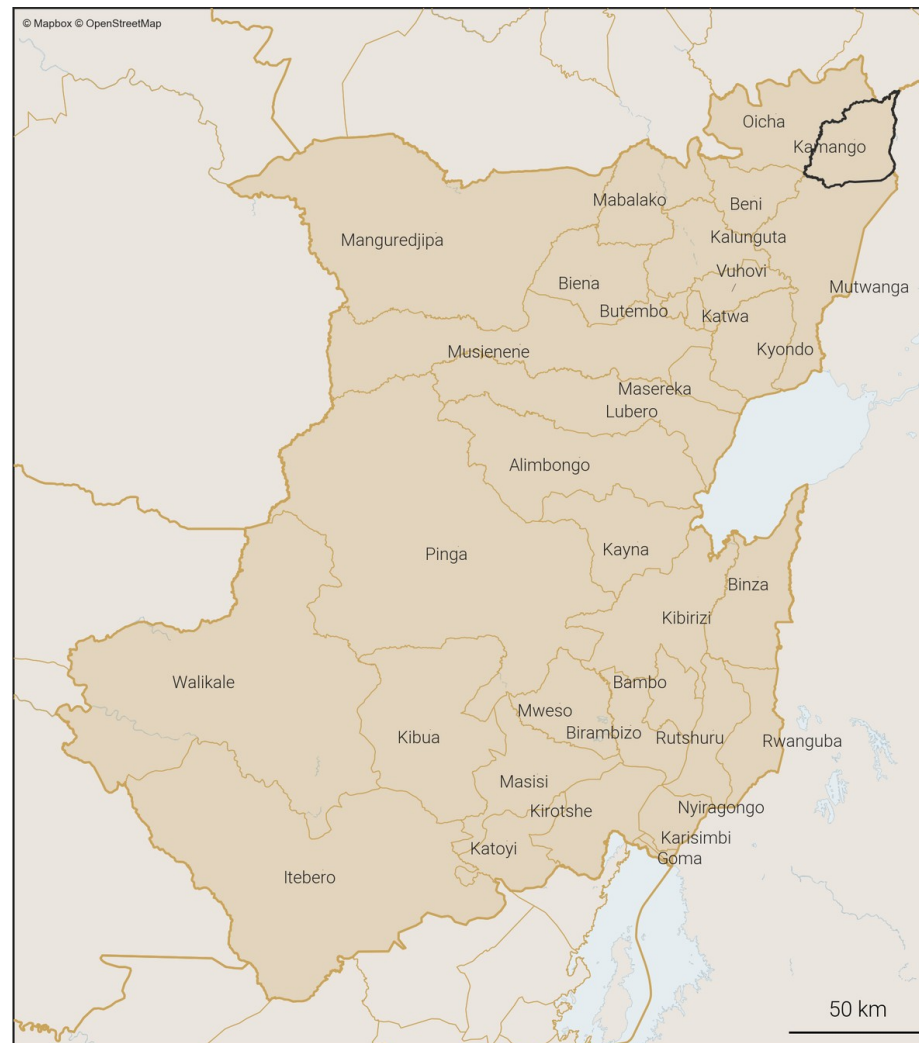 © Mapbox © OpenStreetMap
Oicha
Kamango
Mabalako
Beni
Manguredjipa
Kalunguta
Vuhovi
Biena
Mutwanga
Butembo
Katwa
Musienene
Kyondo
Masereka
Lubero
Alimbongo
Kayna
Pinga
Binza
Kibirizi
Walikale
Bambo
Mweso
Kibua
Birambizo
Rutshuru
Rwanguba
Masisi
Kirotshe
Nyiragongo
Karisimbi
Katoyi
Goma
Itebero
50 km